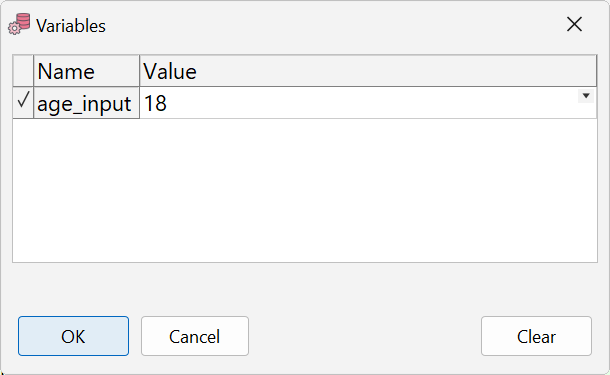 Variables
Name Value
✓ age_input 18
OK Cancel Clear